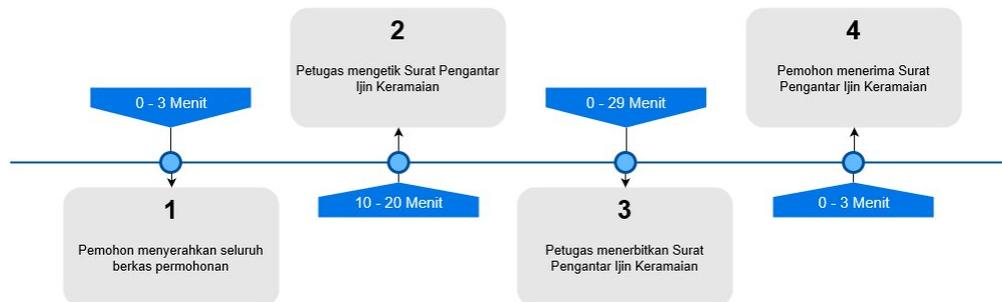 0 - 3 Menit
1
Pemohon menyerahkan seluruh
berkas permohonan
2
Petugas mengetik Surat Pengantar
Ijin Keramaian
10 - 20 Menit
0 - 29 Menit
3
Petugas menerbitkan Surat
Pengantar Ijin Keramaian
4
Pemohon menerima Surat
Pengantar Ijin Keramaian
0 - 3 Menit